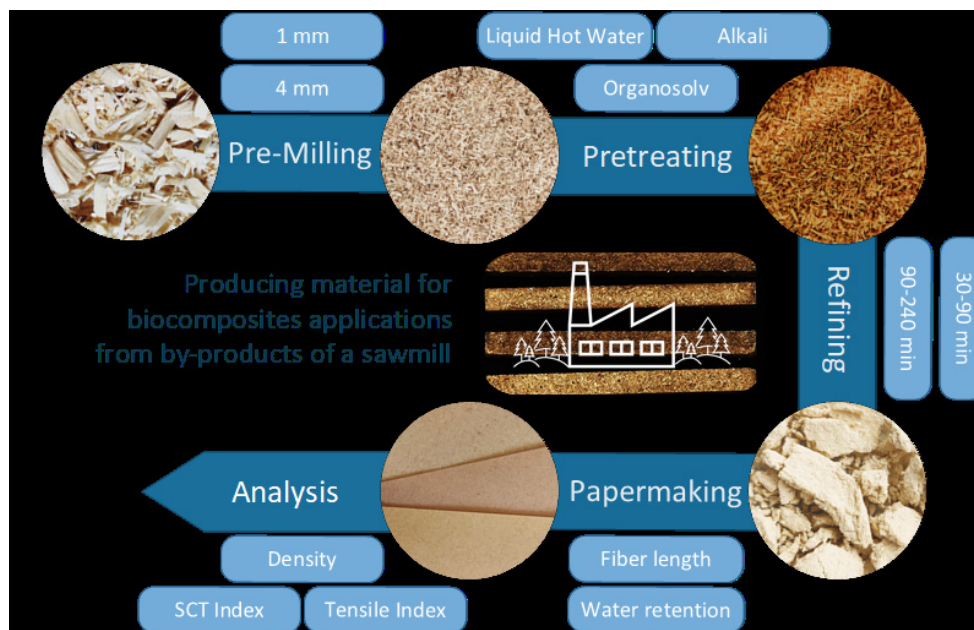 1 mm
4 mm
Pre-Milling
Liquid Hot Water
Alkali
Organosolv
Pretreating
Refining
90-240 min
30-90 min
Producing material for
biocomposites applications
from by-products of a sawmill
Papermaking
Fiber length
Water retention
Analysis
Density
SCT Index
Tensile Index